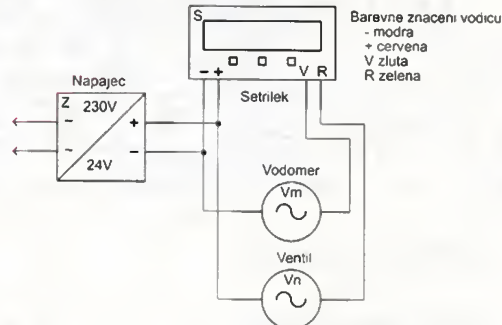 S
- + V R
Setrilek
Barevne znaceni vodicu
- modra
+ cervena
V zluta
R zelena
Napajec
Z 230V
~ +
~ -
24V
Vodomer
Vm
Ventil
Vn